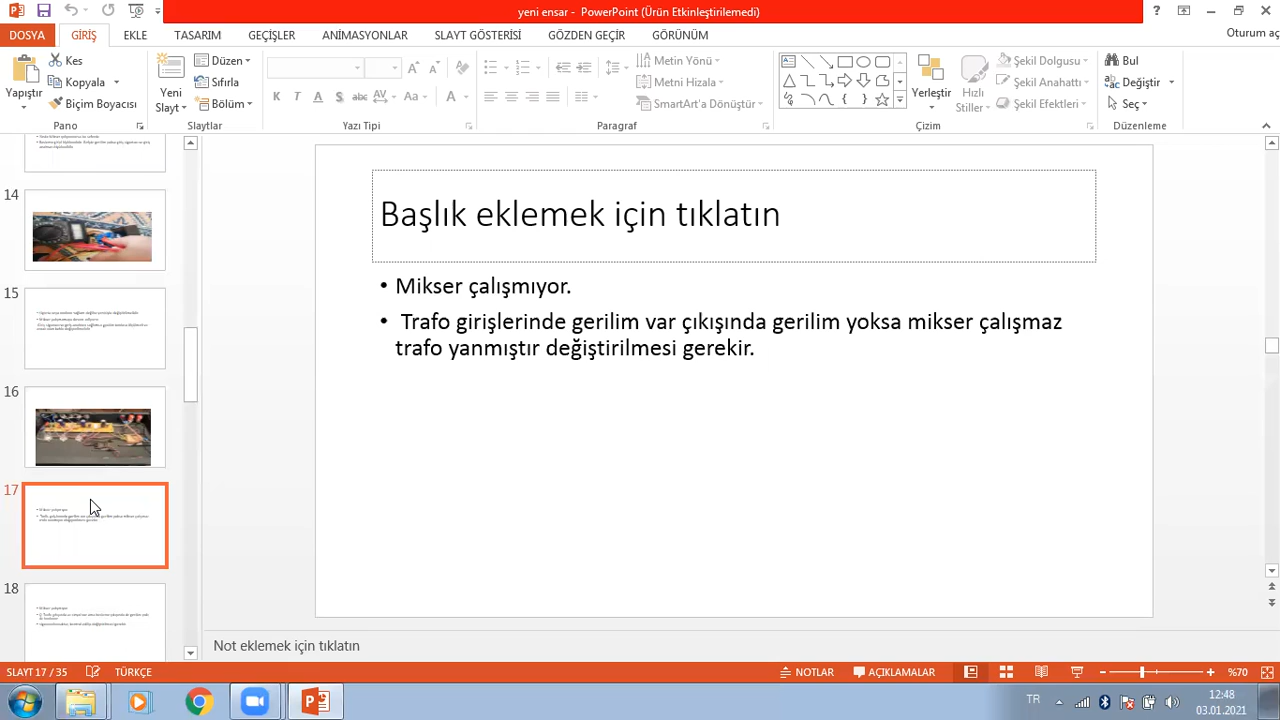 yeni ensar - PowerPoint (Ürün Etkinleştirilemedi)
DOSYA GİRİŞ EKLE TASARIM GEÇİŞLER ANİMASYONLAR SLAYT GÖSTERİSİ GÖZDEN GEÇİR GÖRÜNÜM Oturum aç
Yapıştır
Kes
Kopyala
Biçim Boyacısı
Pano
Yeni
Slayt
Düzen
Sıfırla
Bölüm
Slaytlar
K T A S abc AV Aa A
Yazı Tipi
Metin Yönü
Metni Hizala
SmartArt'a Dönüştür
Paragraf
Yerleştir
Hızlı
Stiller
Şekil Dolgusu
Şekil Anahattı
Şekil Efektleri
Çizim
Bul
Değiştir
Seç
Düzenleme
14
15
16
17
18
Başlık eklemek için tıklatın
• Mikser çalışmıyor.
• Trafo girişlerinde gerilim var çıkışında gerilim yoksa mikser çalışmaz
trafo yanmıştır değiştirilmesi gerekir.
Not eklemek için tıklatın
SLAYT 17 / 35 TÜRKÇE NOTLAR AÇIKLAMALAR %70
TR 12:48
03.01.2021